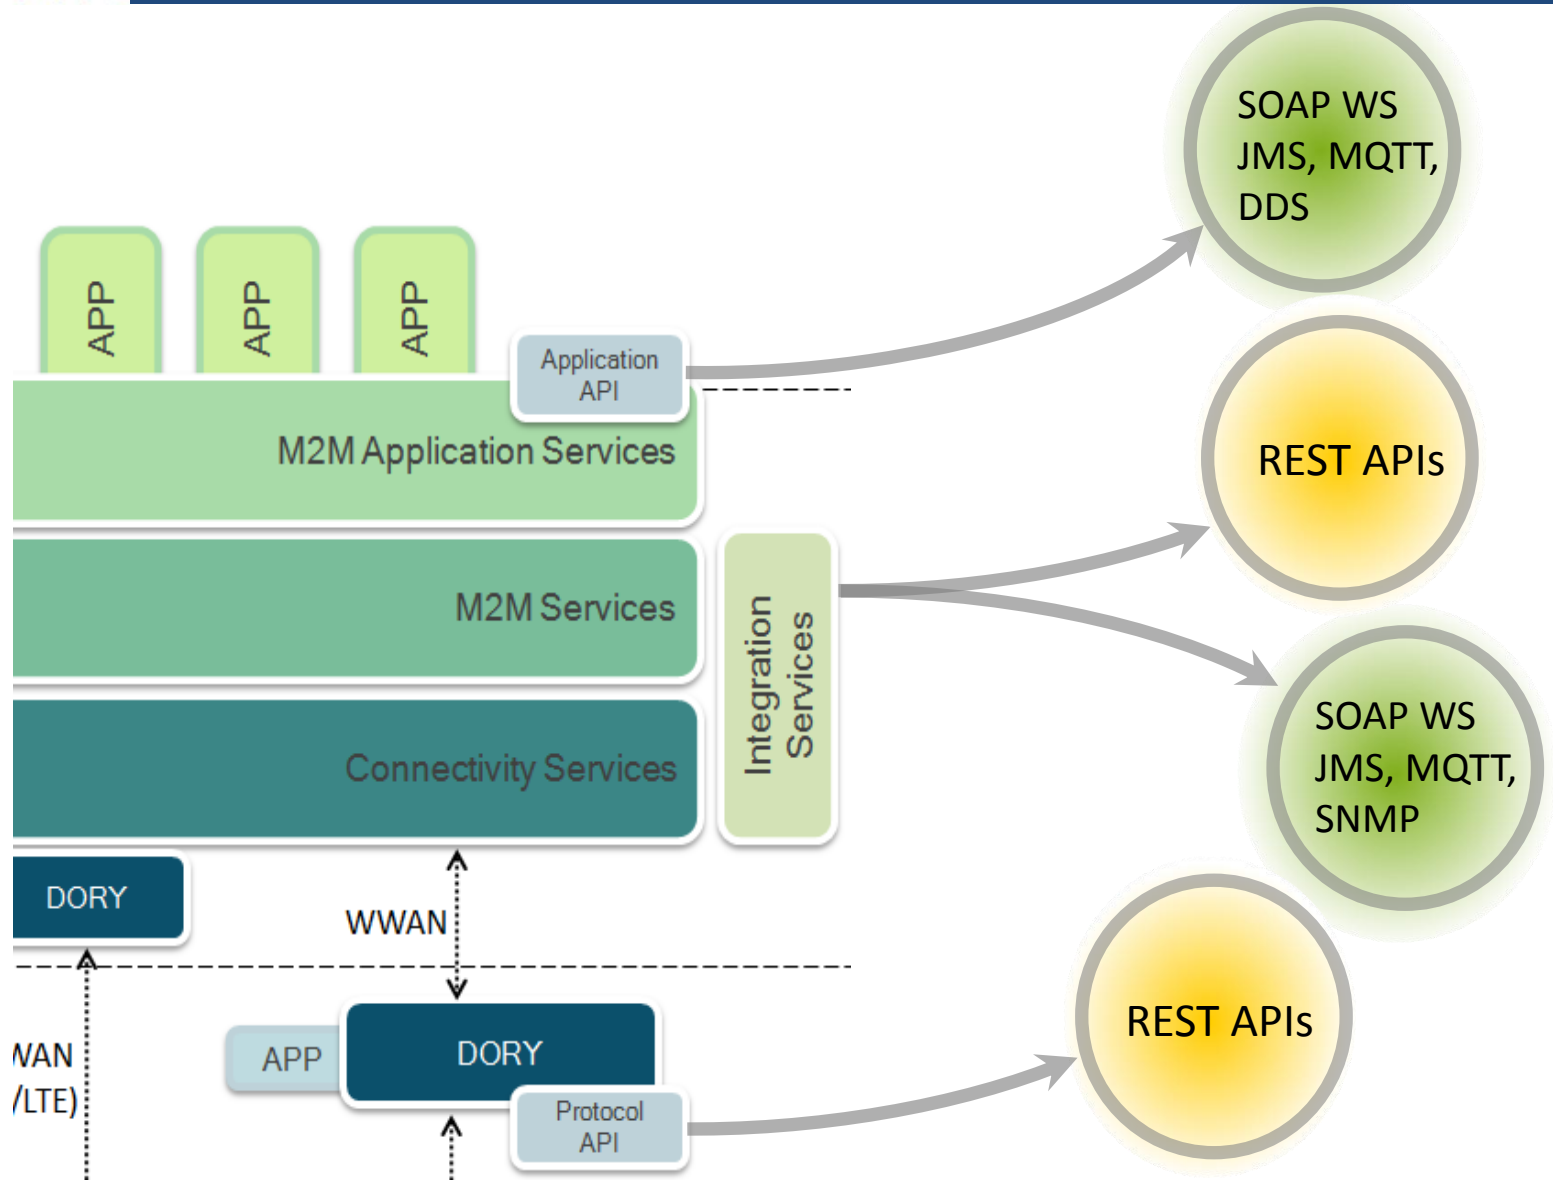 SOAP WS
JMS, MQTT,
DDS
APP
APP
APP
Application
API
M2M Application Services
REST APIs
M2M Services
Integration
Services
SOAP WS
JMS, MQTT,
SNMP
Connectivity Services
DORY
WWAN
REST APIs
WAN
/LTE)
APP
DORY
Protocol
API